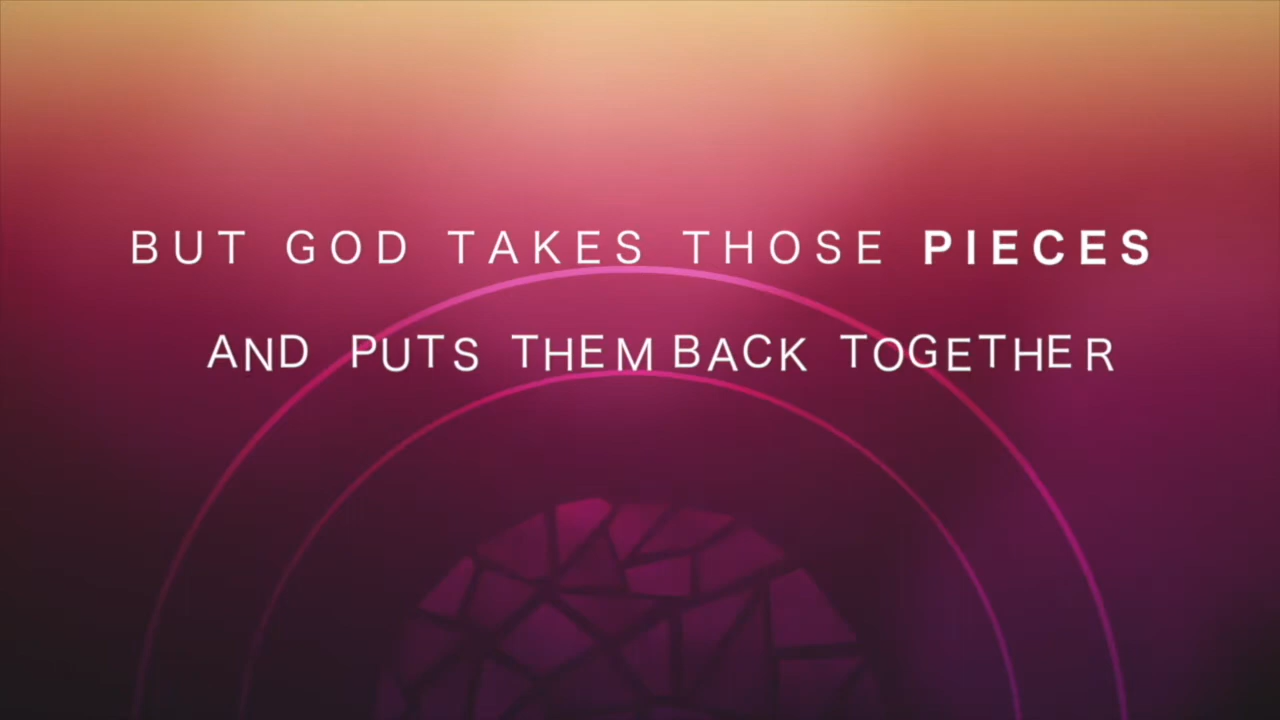 BUT GOD TAKES THOSE PIECES
AND PUTS THEM BACK TOGETHER